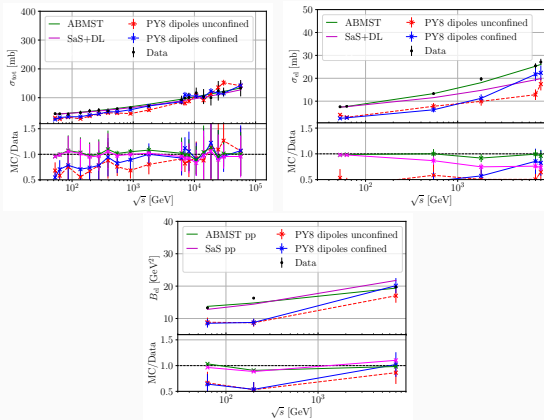 ABMST
SaS+DL
PY8 dipoles unconfined
PY8 dipoles confined
Data
σtot [mb]
400
300
200
100
MC/Data
1.5
1.0
0.5
10² 10³ 10⁴ 10⁵
√s [GeV]
ABMST
SaS+DL
PY8 dipoles unconfined
PY8 dipoles confined
Data
σel [mb]
50
40
30
20
10
MC/Data
1.5
1.0
0.5
10² 10³
√s [GeV]
ABMST pp
SaS pp
PY8 dipoles unconfined
PY8 dipoles confined
Data
Bel [GeV²]
40
30
20
10
MC/Data
1.5
1.0
0.5
10² 10³
√s [GeV]